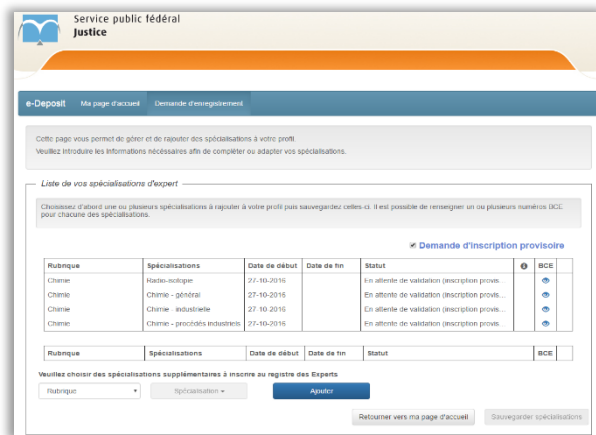 Service public fédéral
Justice
e-Deposit Ma page d'accueil Demande d'enregistrement
Cette page vous permet de gérer et de rajouter des spécialisations à votre profil.
Veuillez introduire les informations nécessaires afin de compléter ou adapter vos spécialisations.
Liste de vos spécialisations d'expert
Choisissez d'abord une ou plusieurs spécialisations à rajouter à votre profil puis sauvegardez celles-ci. Il est possible de renseigner un ou plusieurs numéros BCE
pour chacune des spécialisations.
Demande d'inscription provisoire
Rubrique Spécialisations Date de début Date de fin Statut BCE
Chimie Radio-isotopie 27-10-2016 En attente de validation (inscription provis...
Chimie Chimie - général 27-10-2016 En attente de validation (inscription provis...
Chimie Chimie - industrielle 27-10-2016 En attente de validation (inscription provis...
Chimie Chimie - procédés industriels 27-10-2016 En attente de validation (inscription provis...
Rubrique Spécialisations Date de début Date de fin Statut BCE
Veuillez choisir des spécialisations supplémentaires à inscrire au registre des Experts
Rubrique Spécialisation Ajouter
Retourner vers ma page d'accueil Sauvegarder spécialisations